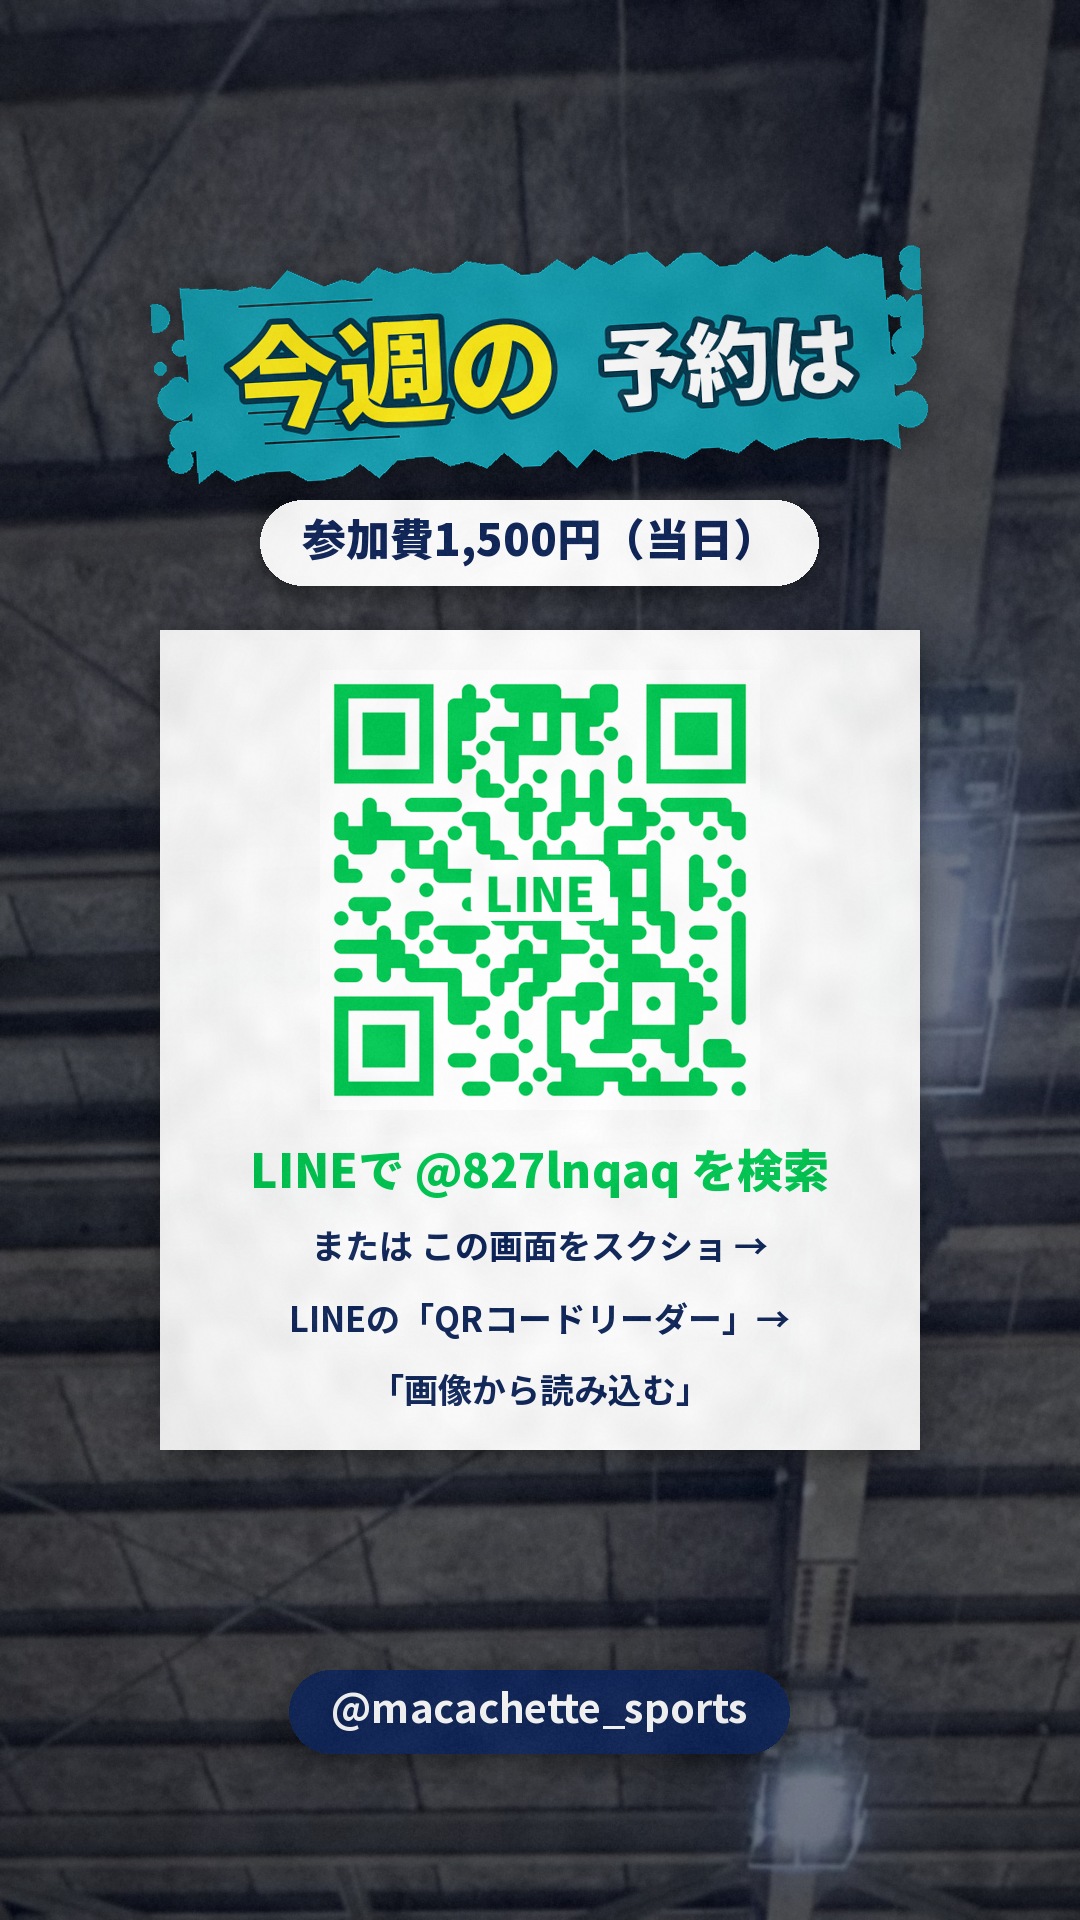 今週の 予約は
参加費1,500円（当日）
LINE
LINEで @827lnqaq を検索
または この画面をスクショ →
LINEの「QRコードリーダー」→
「画像から読み込む」
@macachette_sports